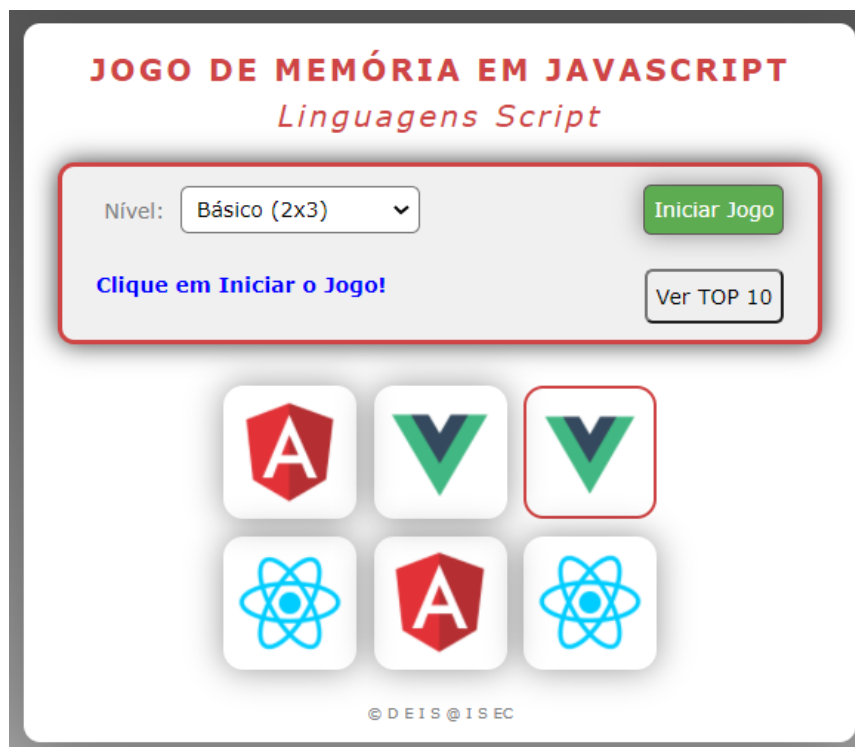 JOGO DE MEMÓRIA EM JAVASCRIPT
Linguagens Script
Nível: Básico (2x3) Iniciar Jogo
Clique em Iniciar o Jogo! Ver TOP 10
A
A
© D E I S @ I S EC